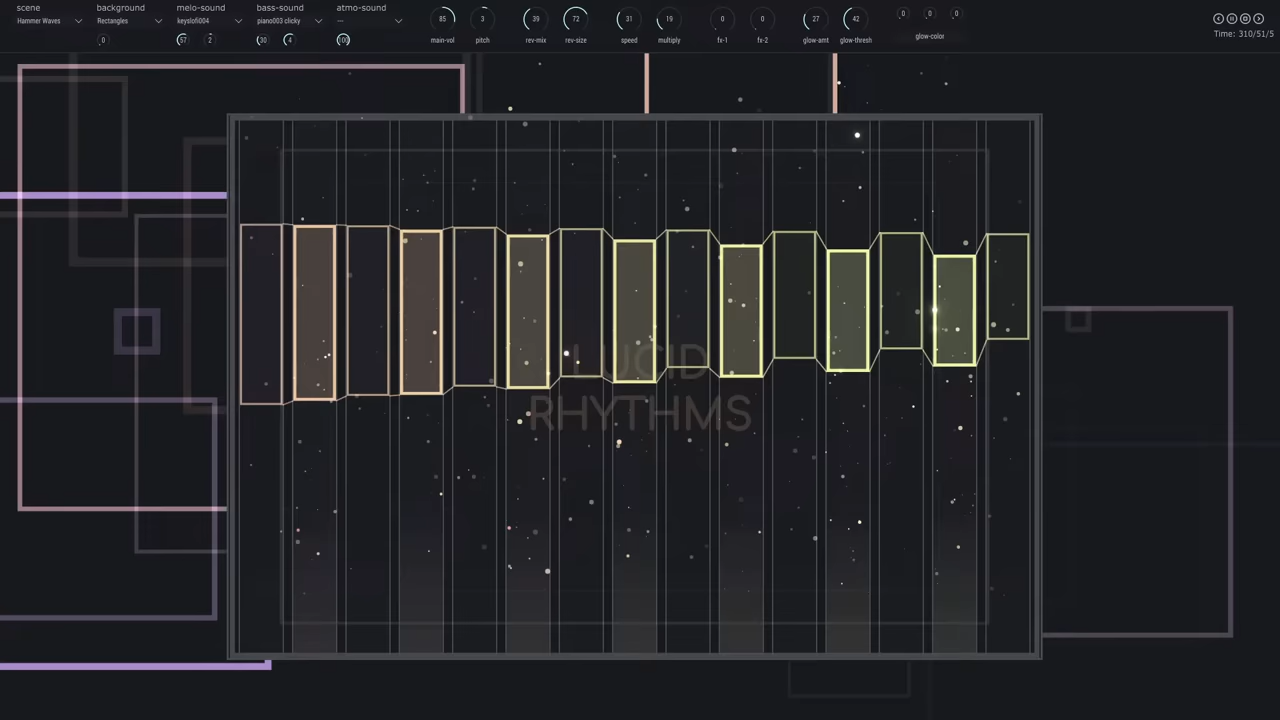 scene
Hammer Waves
background
Rectangles
0
melo-sound
keyslofi004
57 2
bass-sound
piano003 clicky
30 4
atmo-sound
---
100
85 3 39 72 31 19 0 0 27 42 0 0 0
main-vol pitch rev-mix rev-size speed multiply fx-1 fx-2 glow-amt glow-thresh glow-color
Time: 310/51/5
LUCID
RHYTHMS